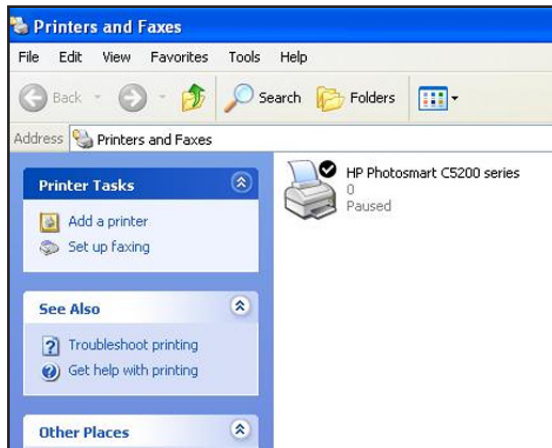 Printers and Faxes
File Edit View Favorites Tools Help
Back Search Folders
Address Printers and Faxes
Printer Tasks
Add a printer
Set up faxing
See Also
Troubleshoot printing
Get help with printing
Other Places
HP Photosmart C5200 series
0
Paused